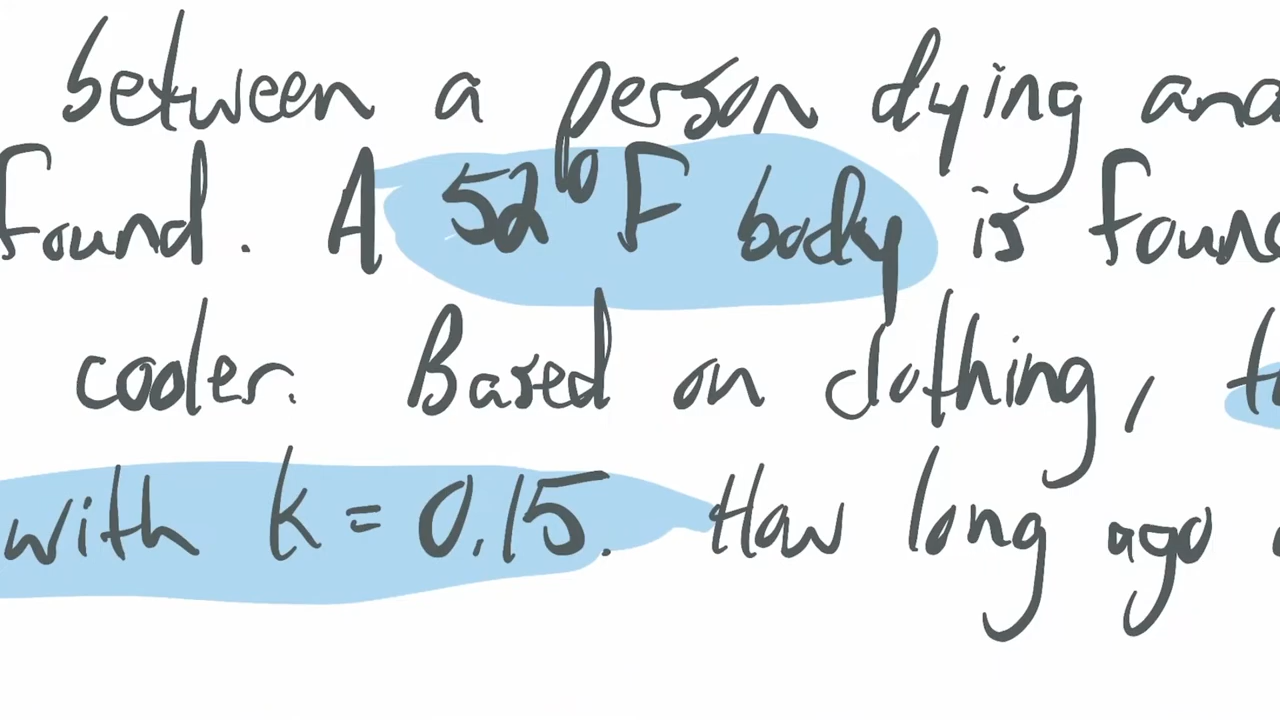 between a person dying and
found. A 52°F body is found
cooler. Based on clothing,
with k = 0.15. How long ago